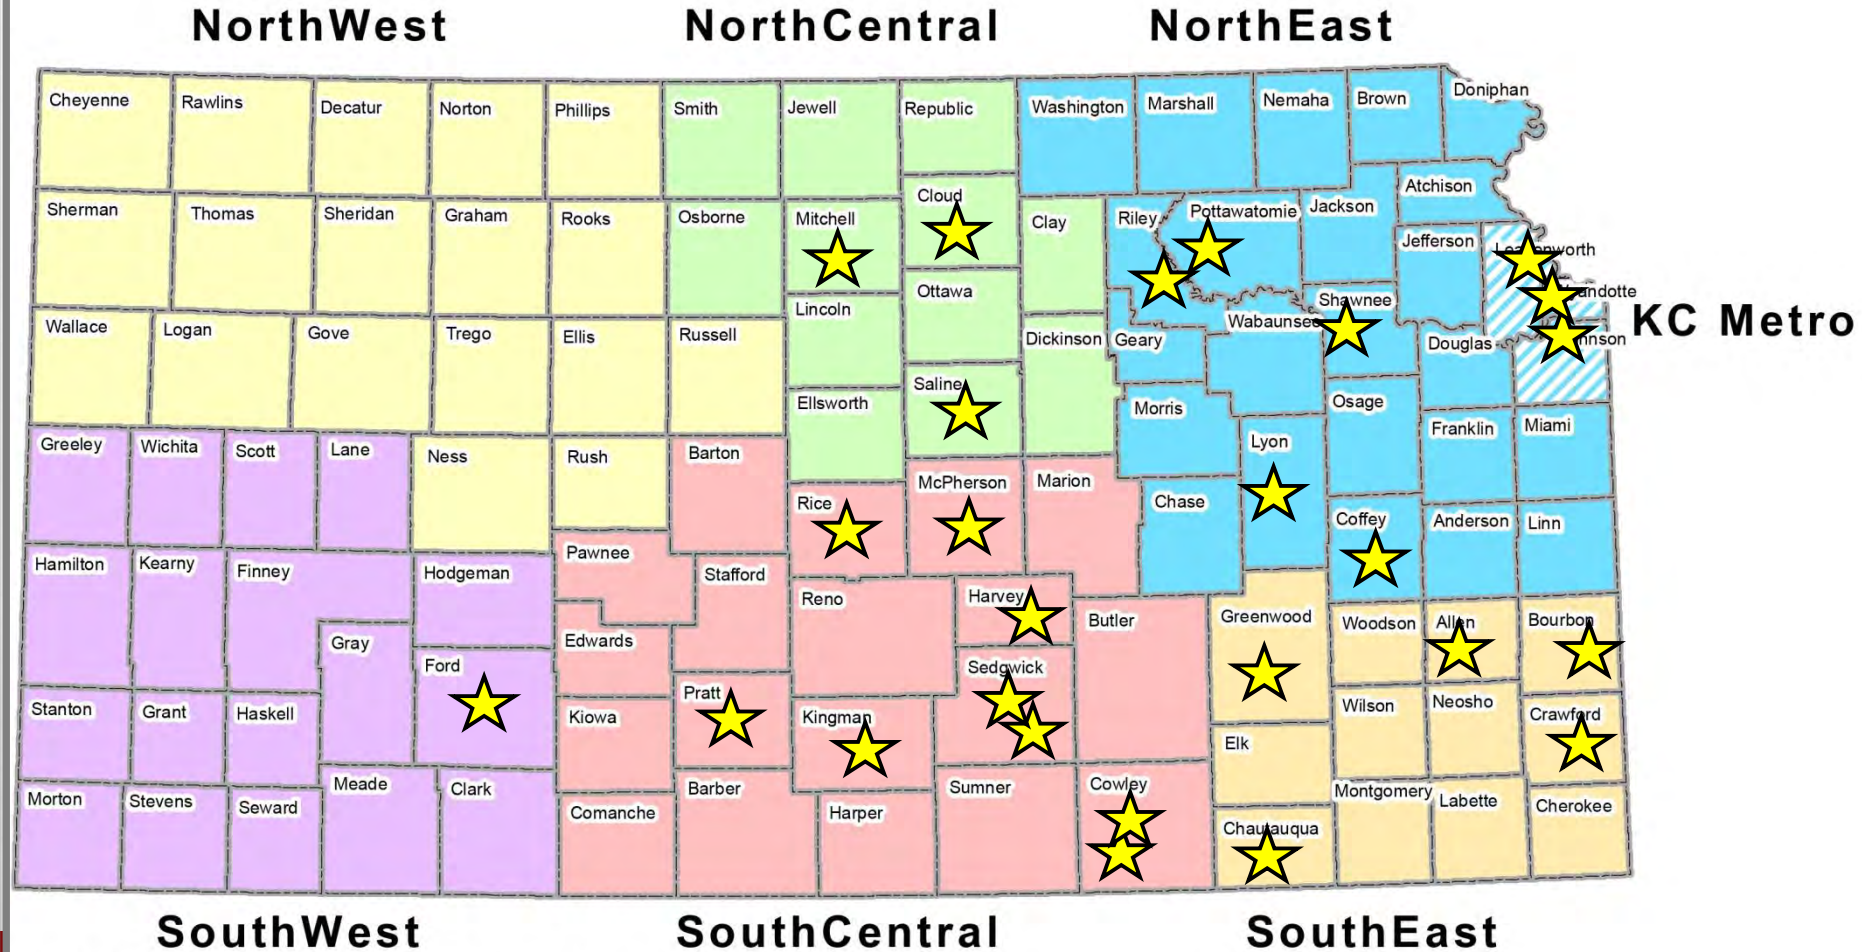 NorthWest NorthCentral NorthEast
Cheyenne Rawlins Decatur Norton Phillips Smith Jewell Republic Washington Marshall Nemaha Brown Doniphan
Sherman Thomas Sheridan Graham Rooks Osborne Mitchell Cloud Clay Riley Pottawatomie Jackson Atchison
Jefferson
Wallace Logan Gove Trego Ellis Russell Lincoln Ottawa Dickinson Geary Wabaunsee Shawnee Douglas
KC Metro
Greeley Wichita Scott Lane Ness Rush Barton Ellsworth Saline Morris Lyon Osage Franklin Miami
Rice McPherson Marion Chase Coffey Anderson Linn
Hamilton Kearny Finney Hodgeman Pawnee Stafford Reno Harvey Butler Greenwood Woodson Allen Bourbon
Gray Ford Edwards Sedgwick
Stanton Grant Haskell Kiowa Pratt Kingman Elk Wilson Neosho Crawford
Morton Stevens Seward Meade Clark Comanche Barber Harper Sumner Cowley Chautauqua Montgomery Labette Cherokee
SouthWest SouthCentral SouthEast